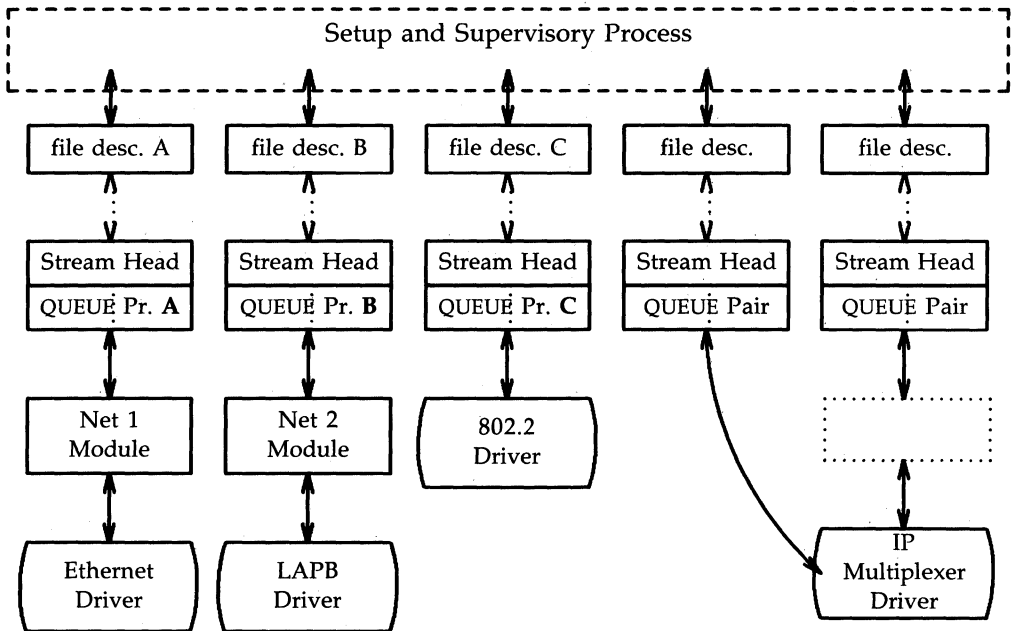 Setup and Supervisory Process
file desc. A
file desc. B
file desc. C
file desc.
file desc.
Stream Head
Stream Head
Stream Head
Stream Head
Stream Head
QUEUE Pr. A
QUEUE Pr. B
QUEUE Pr. C
QUEUE Pair
QUEUE Pair
Net 1
Module
Net 2
Module
802.2
Driver
Ethernet
Driver
LAPB
Driver
IP
Multiplexer
Driver